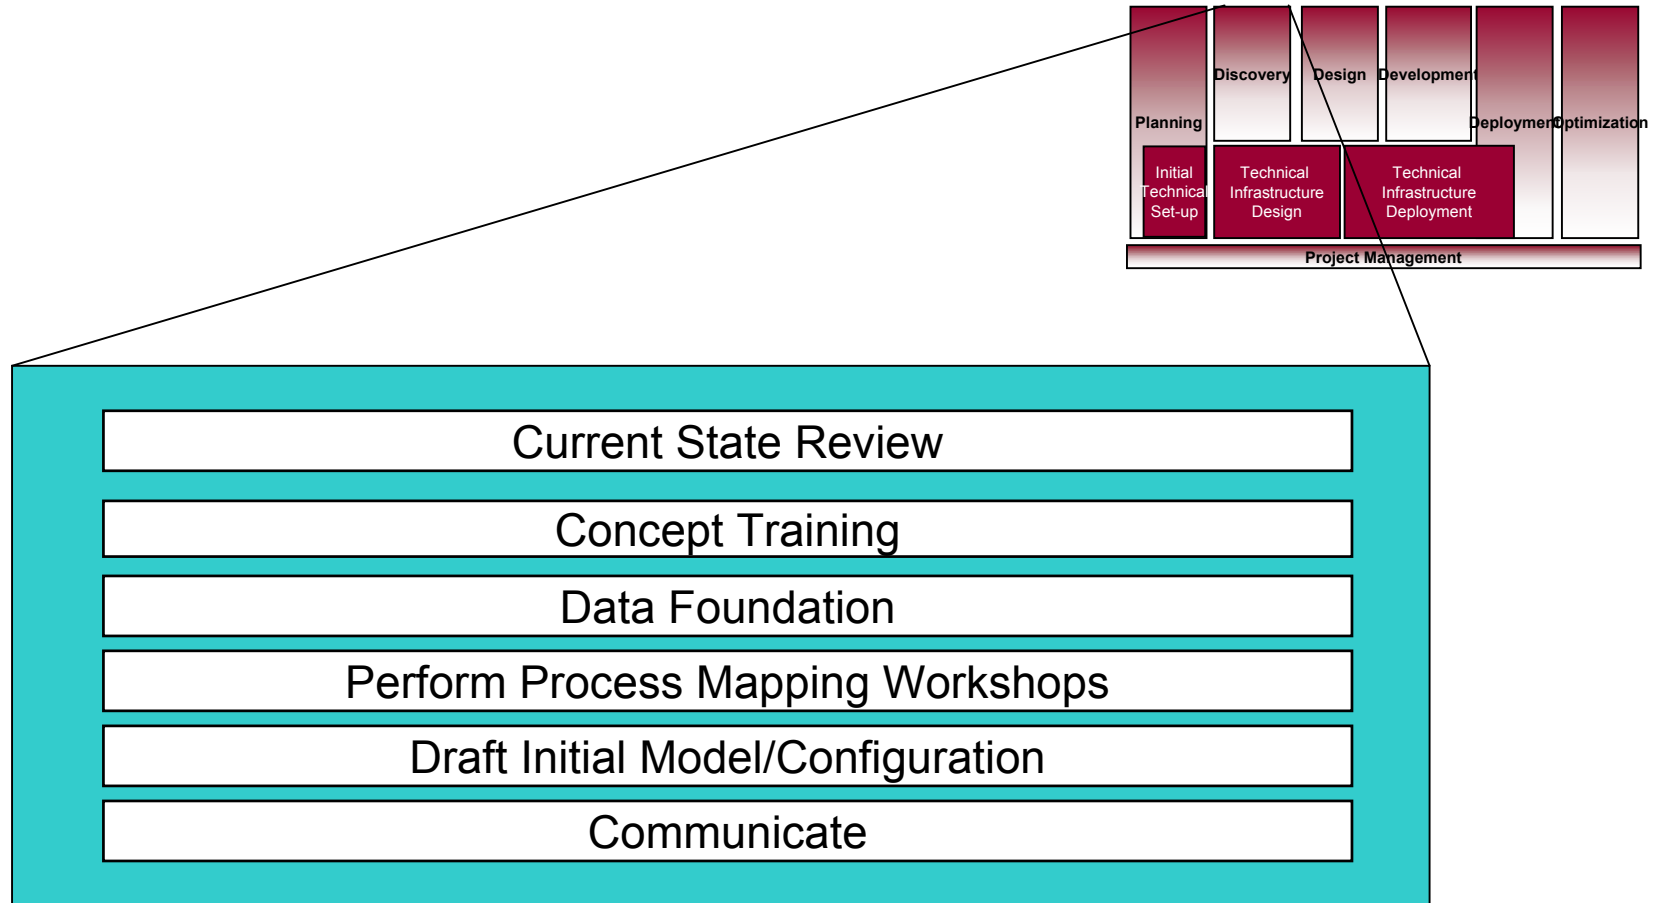 Discovery
Design
Development
Planning
Deployment
Optimization
Initial
Technical
Set-up
Technical
Infrastructure
Design
Technical
Infrastructure
Deployment
Project Management
Current State Review
Concept Training
Data Foundation
Perform Process Mapping Workshops
Draft Initial Model/Configuration
Communicate